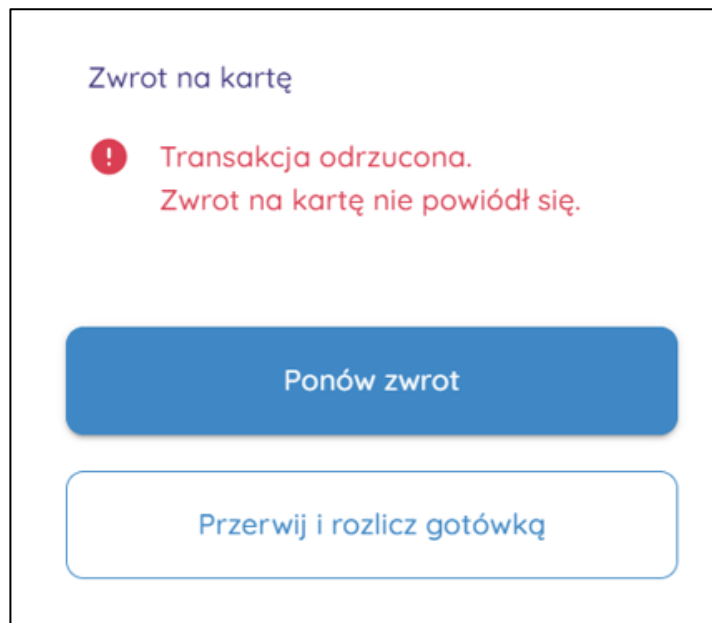 Zwrot na kartę
Transakcja odrzucona.
Zwrot na kartę nie powiódł się.
Ponów zwrot
Przerwij i rozlicz gotówką